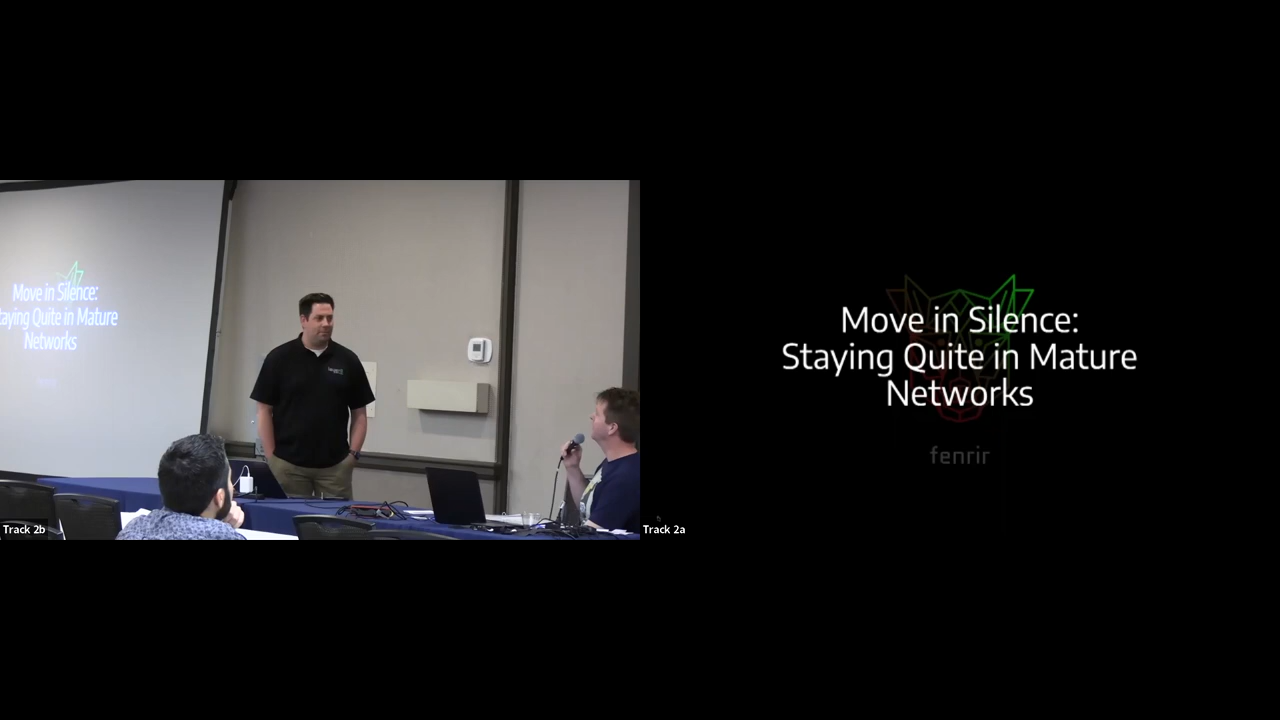 Move in Silence:
taying Quite in Mature
Networks
Track 2b
Move in Silence:
Staying Quite in Mature
Networks
fenrir
Track 2a